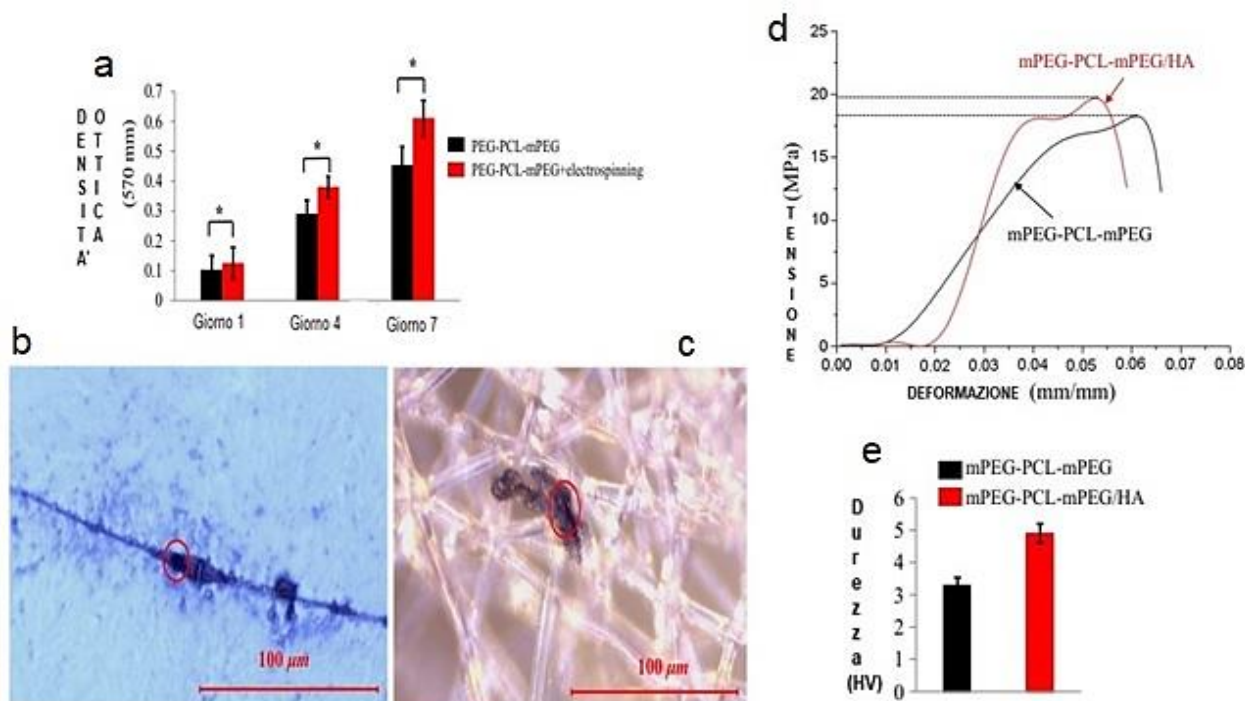 a
DENSITA'
OTTICA
(570 mm)
0.7
0.6
0.5
0.4
0.3
0.2
0.1
0
*
*
*
PEG-PCL-mPEG
PEG-PCL-mPEG+electrospinning
Giorno 1
Giorno 4
Giorno 7
b
100 µm
c
100 µm
d
TENSIONE (MPa)
25
20
15
10
5
0
mPEG-PCL-mPEG/HA
mPEG-PCL-mPEG
0.00 0.01 0.02 0.03 0.04 0.05 0.06 0.07 0.08
DEFORMAZIONE (mm/mm)
e
mPEG-PCL-mPEG
mPEG-PCL-mPEG/HA
Durezza
(HV)
6
5
4
3
2
1
0